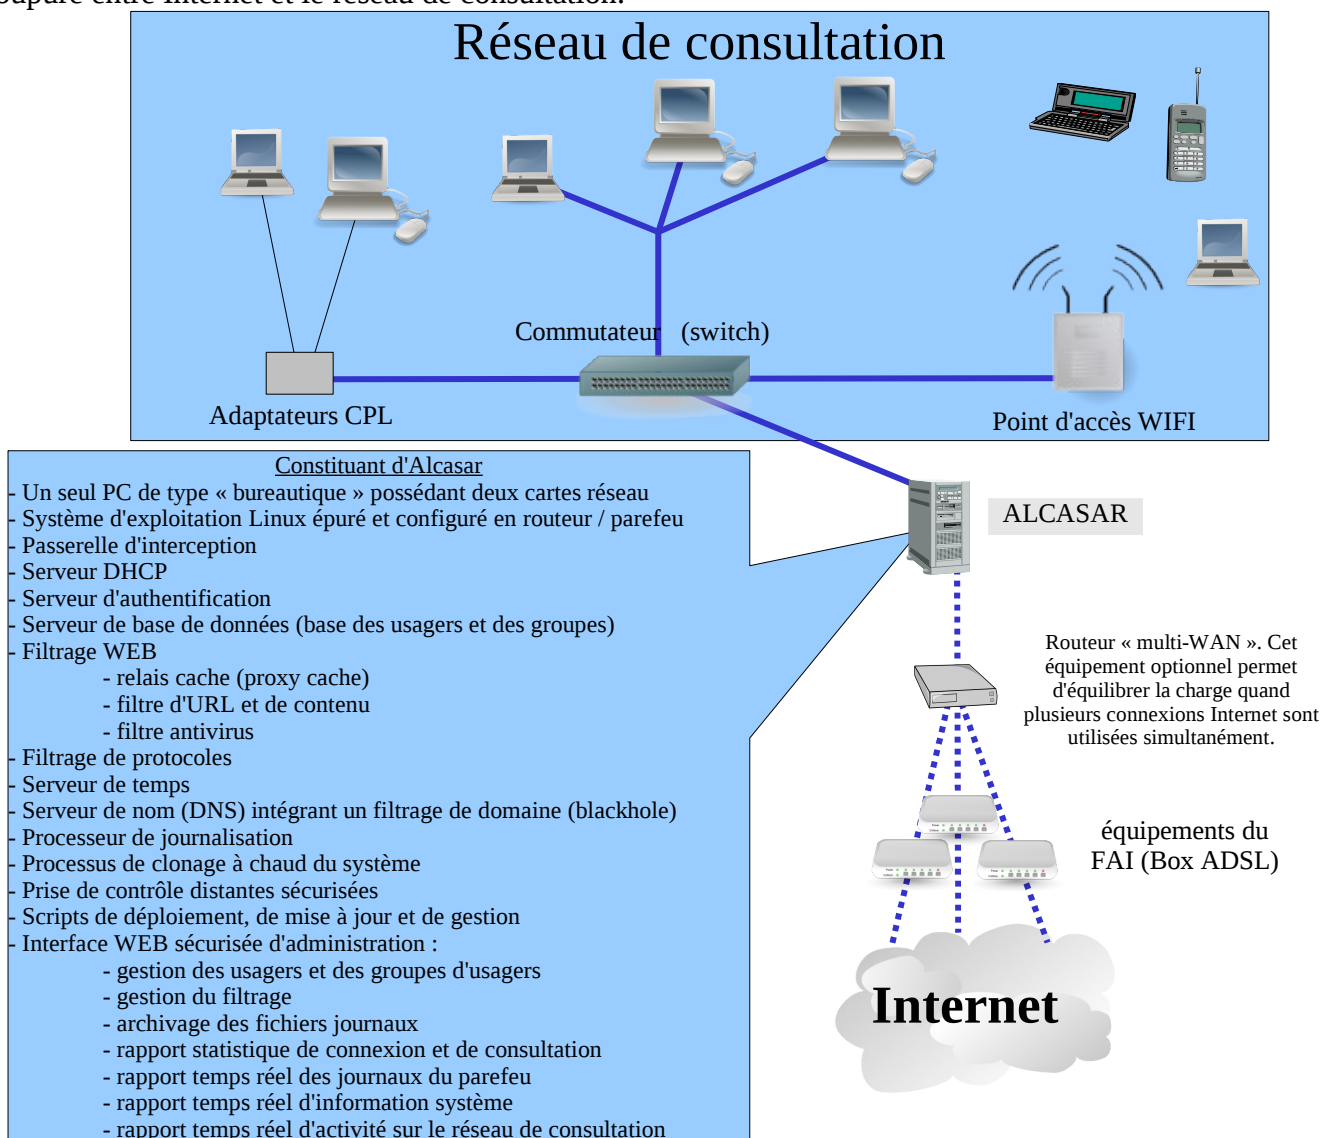 oupure entre Internet et le réseau de consultation.
Réseau de consultation
Commutateur (switch)
Adaptateurs CPL
Point d'accès WIFI
Constituant d'Alcasar
- Un seul PC de type « bureautique » possédant deux cartes réseau
- Système d'exploitation Linux épuré et configuré en routeur / parefeu
- Passerelle d'interception
- Serveur DHCP
- Serveur d'authentification
- Serveur de base de données (base des usagers et des groupes)
- Filtrage WEB
- relais cache (proxy cache)
- filtre d'URL et de contenu
- filtre antivirus
- Filtrage de protocoles
- Serveur de temps
- Serveur de nom (DNS) intégrant un filtrage de domaine (blackhole)
- Processeur de journalisation
- Processus de clonage à chaud du système
- Prise de contrôle distantes sécurisées
- Scripts de déploiement, de mise à jour et de gestion
- Interface WEB sécurisée d'administration :
- gestion des usagers et des groupes d'usagers
- gestion du filtrage
- archivage des fichiers journaux
- rapport statistique de connexion et de consultation
- rapport temps réel des journaux du parefeu
- rapport temps réel d'information système
- rapport temps réel d'activité sur le réseau de consultation
ALCASAR
Routeur « multi-WAN ». Cet
équipement optionnel permet
d'équilibrer la charge quand
plusieurs connexions Internet sont
utilisées simultanément.
équipements du
FAI (Box ADSL)
Internet